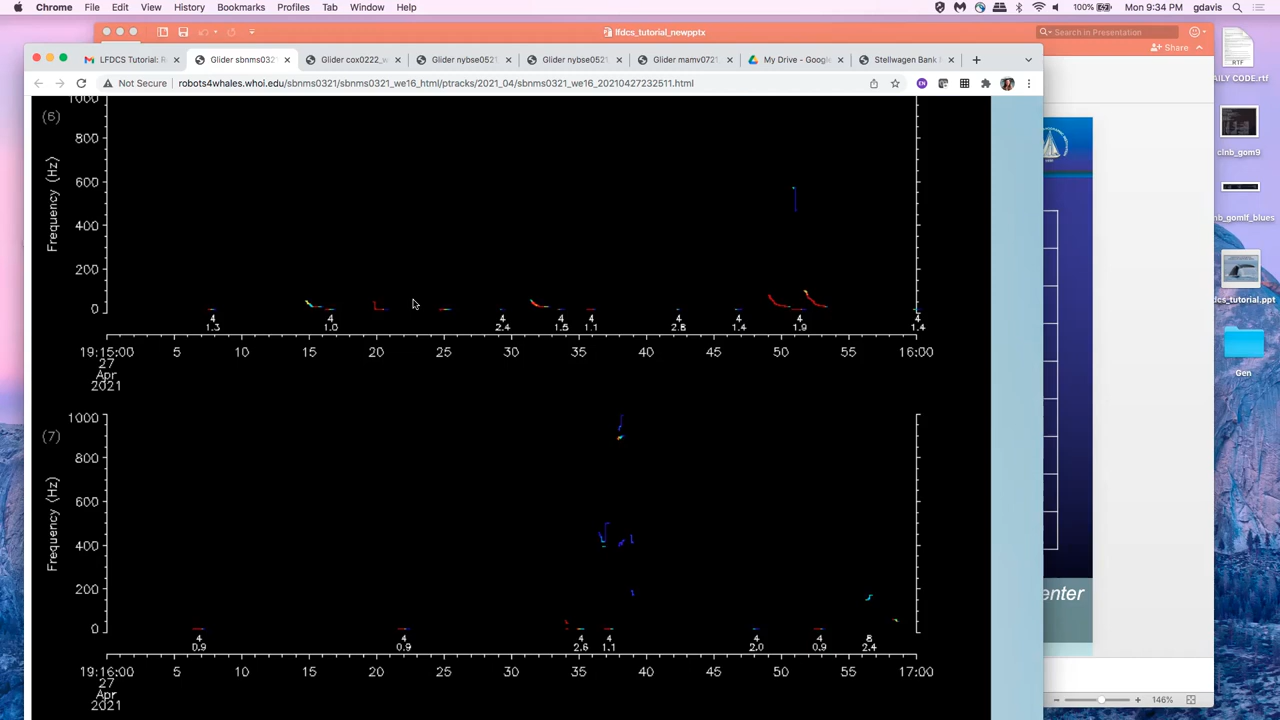 Chrome File Edit View History Bookmarks Profiles Tab Window Help 100% Mon 9:34 PM gdavis
lfdcs_tutorial_newpptx Search in Presentation
Share
LFDCS Tutorial: R Glider sbnms032 Glider cox0222_w Glider nybse052 Glider nybse052 Glider mamv072 My Drive - Google Stellwagen Bank
Not Secure robots4whales.whoi.edu/sbnms0321/sbnms0321_we16_html/ptracks/2021_04/sbnms0321_we16_20210427232511.html
RTF
AILY CODE.rtf
1000
(6)
800
600
400
200
0
Frequency (Hz)
4 4 4 4 4 4 4 4 4
1.3 1.0 2.4 1.5 1.1 2.8 1.4 1.9 1.4
19:15:00 5 10 15 20 25 30 35 40 45 50 55 16:00
27
Apr
2021
1000
(7)
800
600
400
200
0
Frequency (Hz)
4 4 4 4 4 4 8
0.9 0.9 2.6 1.1 2.0 0.9 2.4
19:16:00 5 10 15 20 25 30 35 40 45 50 55 17:00
27
Apr
2021
clnb_gom9
nb_gomlf_blues
dcs_tutorial.ppt
Gen
enter
146%